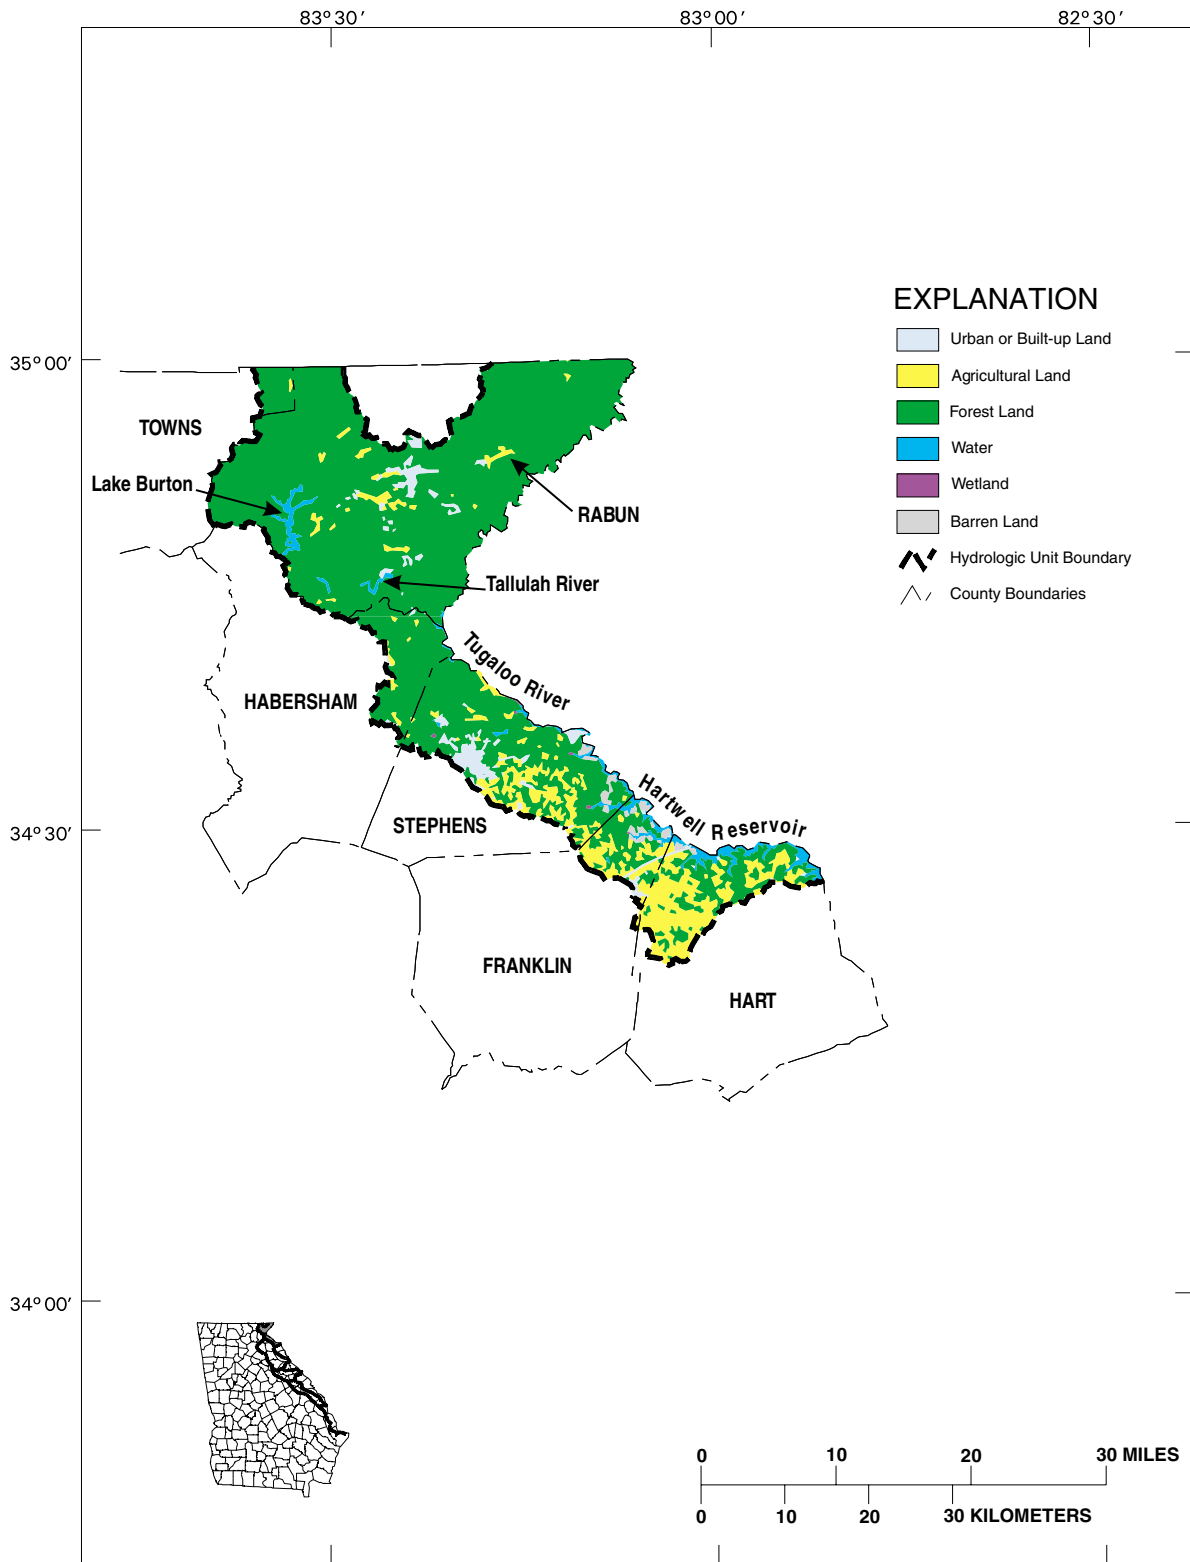 83° 30′ 83° 00′ 82° 30′
EXPLANATION
Urban or Built-up Land
35° 00′
Agricultural Land
Forest Land
TOWNS
Water
Lake Burton
Wetland
RABUN
Barren Land
Hydrologic Unit Boundary
Tallulah River
County Boundaries
Tugaloo River
HABERSHAM
Hartwell Reservoir
34° 30′
STEPHENS
FRANKLIN
HART
34° 00′
0 10 20 30 MILES
0 10 20 30 KILOMETERS